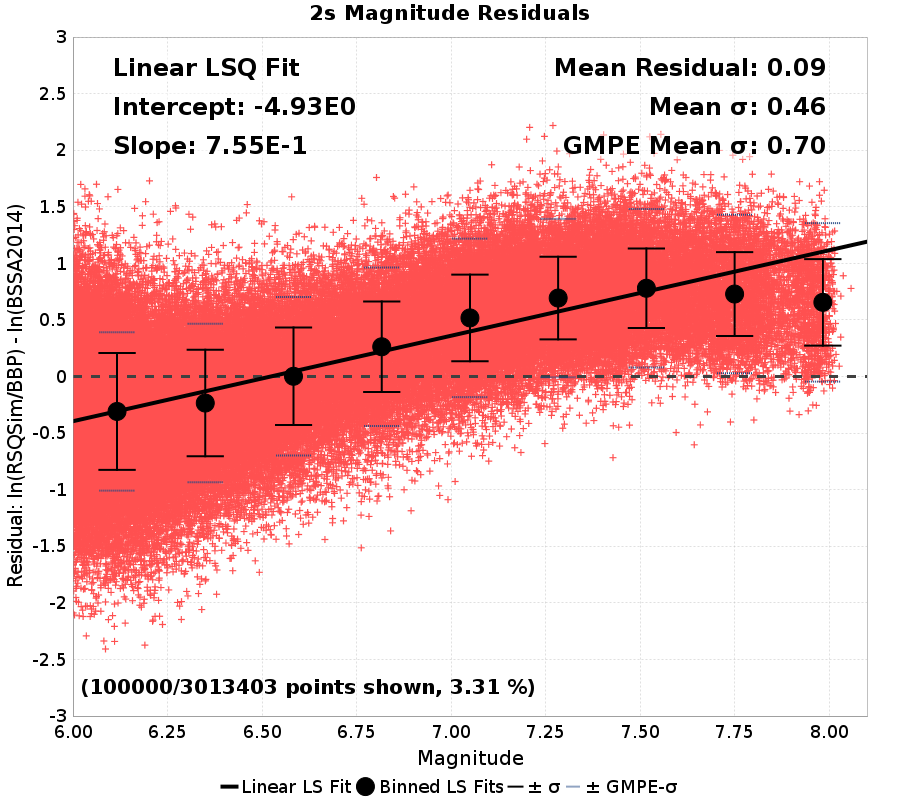 2s Magnitude Residuals
Linear LSQ Fit
Intercept: -4.93E0
Slope: 7.55E-1
Mean Residual: 0.09
Mean σ: 0.46
GMPE Mean σ: 0.70
Residual: ln(RSQSim/BBP) - ln(BSSA2014)
3
2.5
2
1.5
1
0.5
0
-0.5
-1
-1.5
-2
-2.5
-3
(100000/3013403 points shown, 3.31 %)
6.00 6.25 6.50 6.75 7.00 7.25 7.50 7.75 8.00
Magnitude
Linear LS Fit Binned LS Fits ± σ ± GMPE-σ